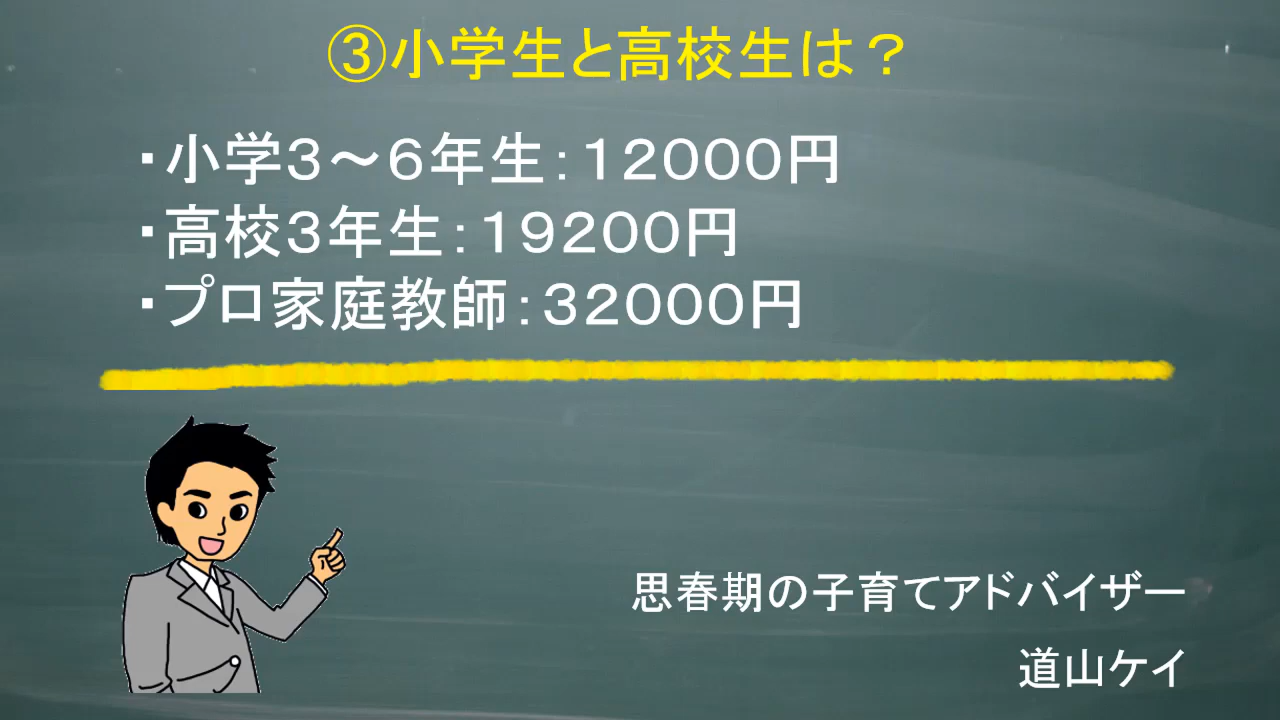 ③小学生と高校生は？
・小学３～６年生：１２０００円
・高校３年生：１９２００円
・プロ家庭教師：３２０００円
思春期の子育てアドバイザー
道山ケイ